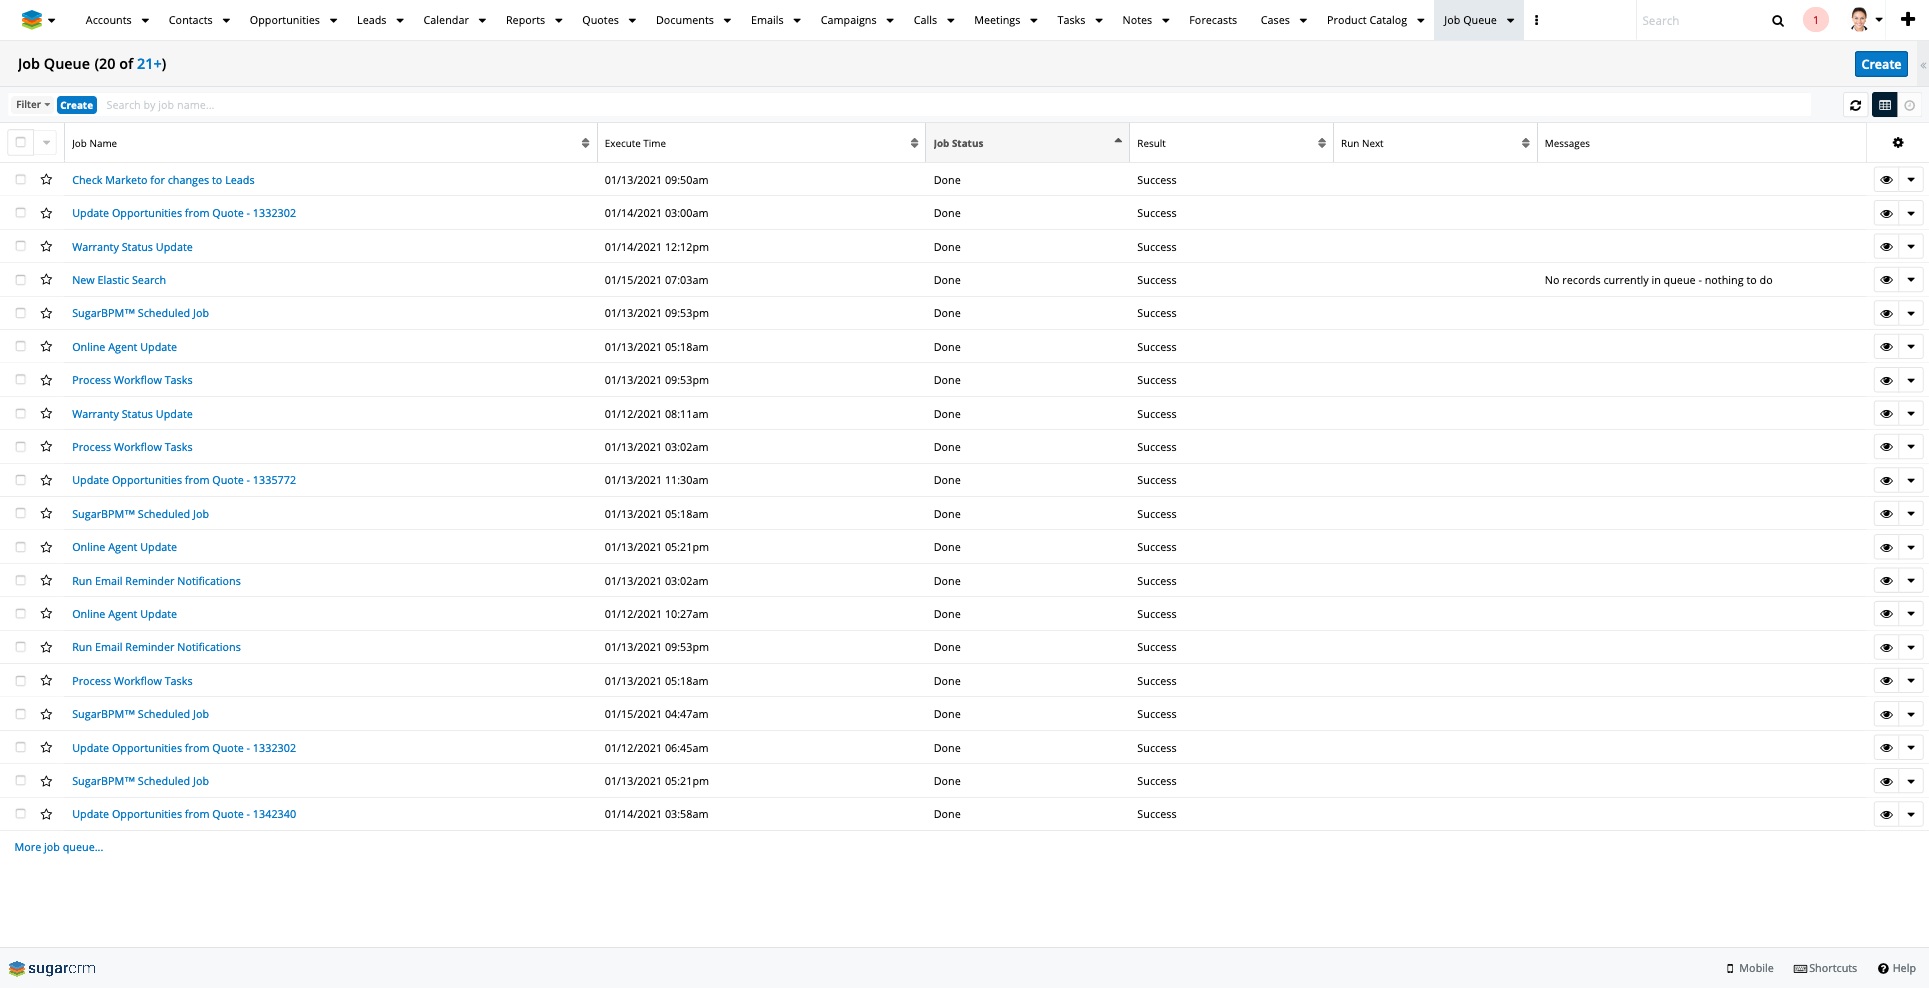 Accounts Contacts Opportunities Leads Calendar Reports Quotes Documents Emails Campaigns Calls Meetings Tasks Notes Forecasts Cases Product Catalog Job Queue Search 1
Job Queue (20 of 21+) Create
Filter Create Search by job name...
Job Name Execute Time Job Status Result Run Next Messages
Check Marketo for changes to Leads 01/13/2021 09:50am Done Success
Update Opportunities from Quote - 1332302 01/14/2021 03:00am Done Success
Warranty Status Update 01/14/2021 12:12pm Done Success
New Elastic Search 01/15/2021 07:03am Done Success No records currently in queue - nothing to do
SugarBPM™ Scheduled Job 01/13/2021 09:53pm Done Success
Online Agent Update 01/13/2021 05:18am Done Success
Process Workflow Tasks 01/13/2021 09:53pm Done Success
Warranty Status Update 01/12/2021 08:11am Done Success
Process Workflow Tasks 01/13/2021 03:02am Done Success
Update Opportunities from Quote - 1335772 01/13/2021 11:30am Done Success
SugarBPM™ Scheduled Job 01/13/2021 05:18am Done Success
Online Agent Update 01/13/2021 05:21pm Done Success
Run Email Reminder Notifications 01/13/2021 03:02am Done Success
Online Agent Update 01/12/2021 10:27am Done Success
Run Email Reminder Notifications 01/13/2021 09:53pm Done Success
Process Workflow Tasks 01/13/2021 05:18am Done Success
SugarBPM™ Scheduled Job 01/15/2021 04:47am Done Success
Update Opportunities from Quote - 1332302 01/12/2021 06:45am Done Success
SugarBPM™ Scheduled Job 01/13/2021 05:21pm Done Success
Update Opportunities from Quote - 1342340 01/14/2021 03:58am Done Success
More job queue...
sugarcrm Mobile Shortcuts Help